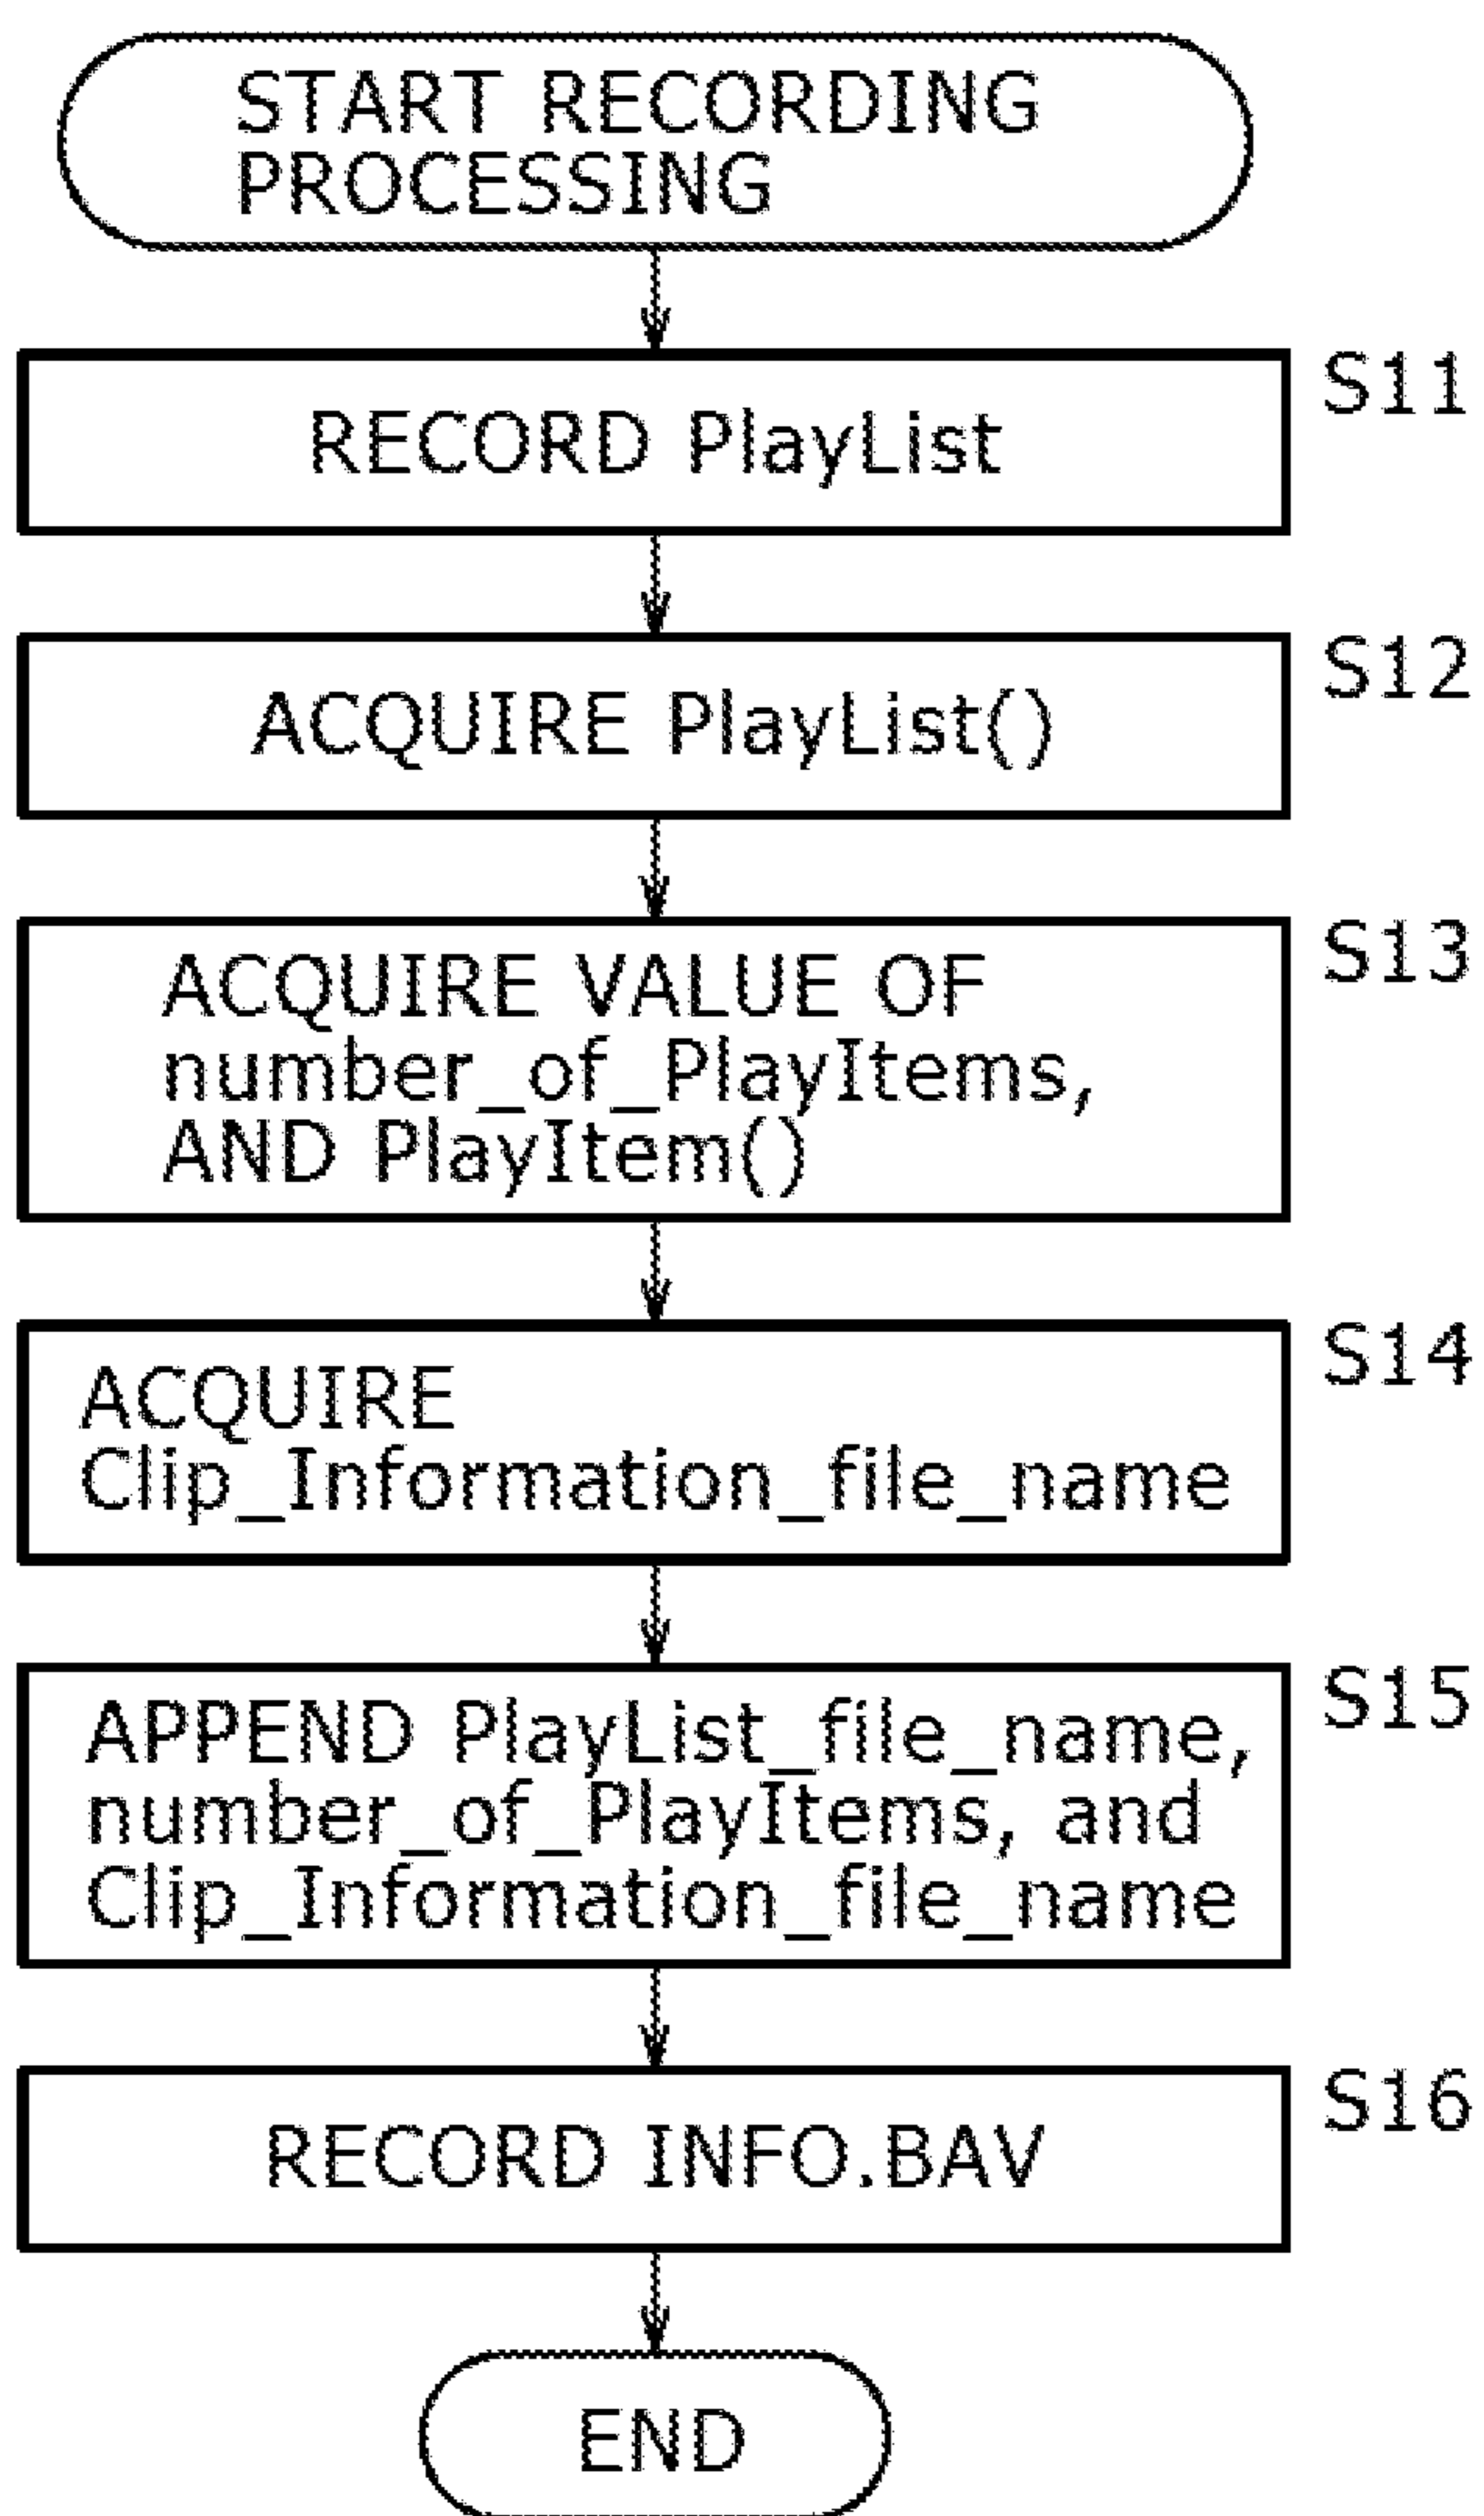 START RECORDING
PROCESSING
S11
RECORD PlayList
S12
ACQUIRE PlayList()
S13
ACQUIRE VALUE OF
number_of_PlayItems,
AND PlayItem()
S14
ACQUIRE
Clip_Information_file_name
S15
APPEND PlayList_file_name,
number_of_PlayItems, and
Clip_Information_file_name
S16
RECORD INFO.BAV
END